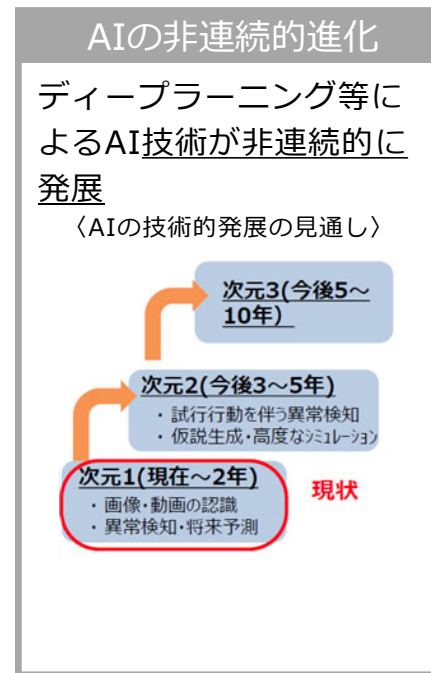 AIの非連続的進化
ディープラーニング等に
よるAI技術が非連続的に
発展
〈AIの技術的発展の見通し〉
次元3(今後5～
10年)
次元2(今後3～5年)
・試行行動を伴う異常検知
・仮説生成・高度なｼﾐｭﾚｰｼｮﾝ
次元1(現在～2年)
・画像・動画の認識
・異常検知・将来予測
現状